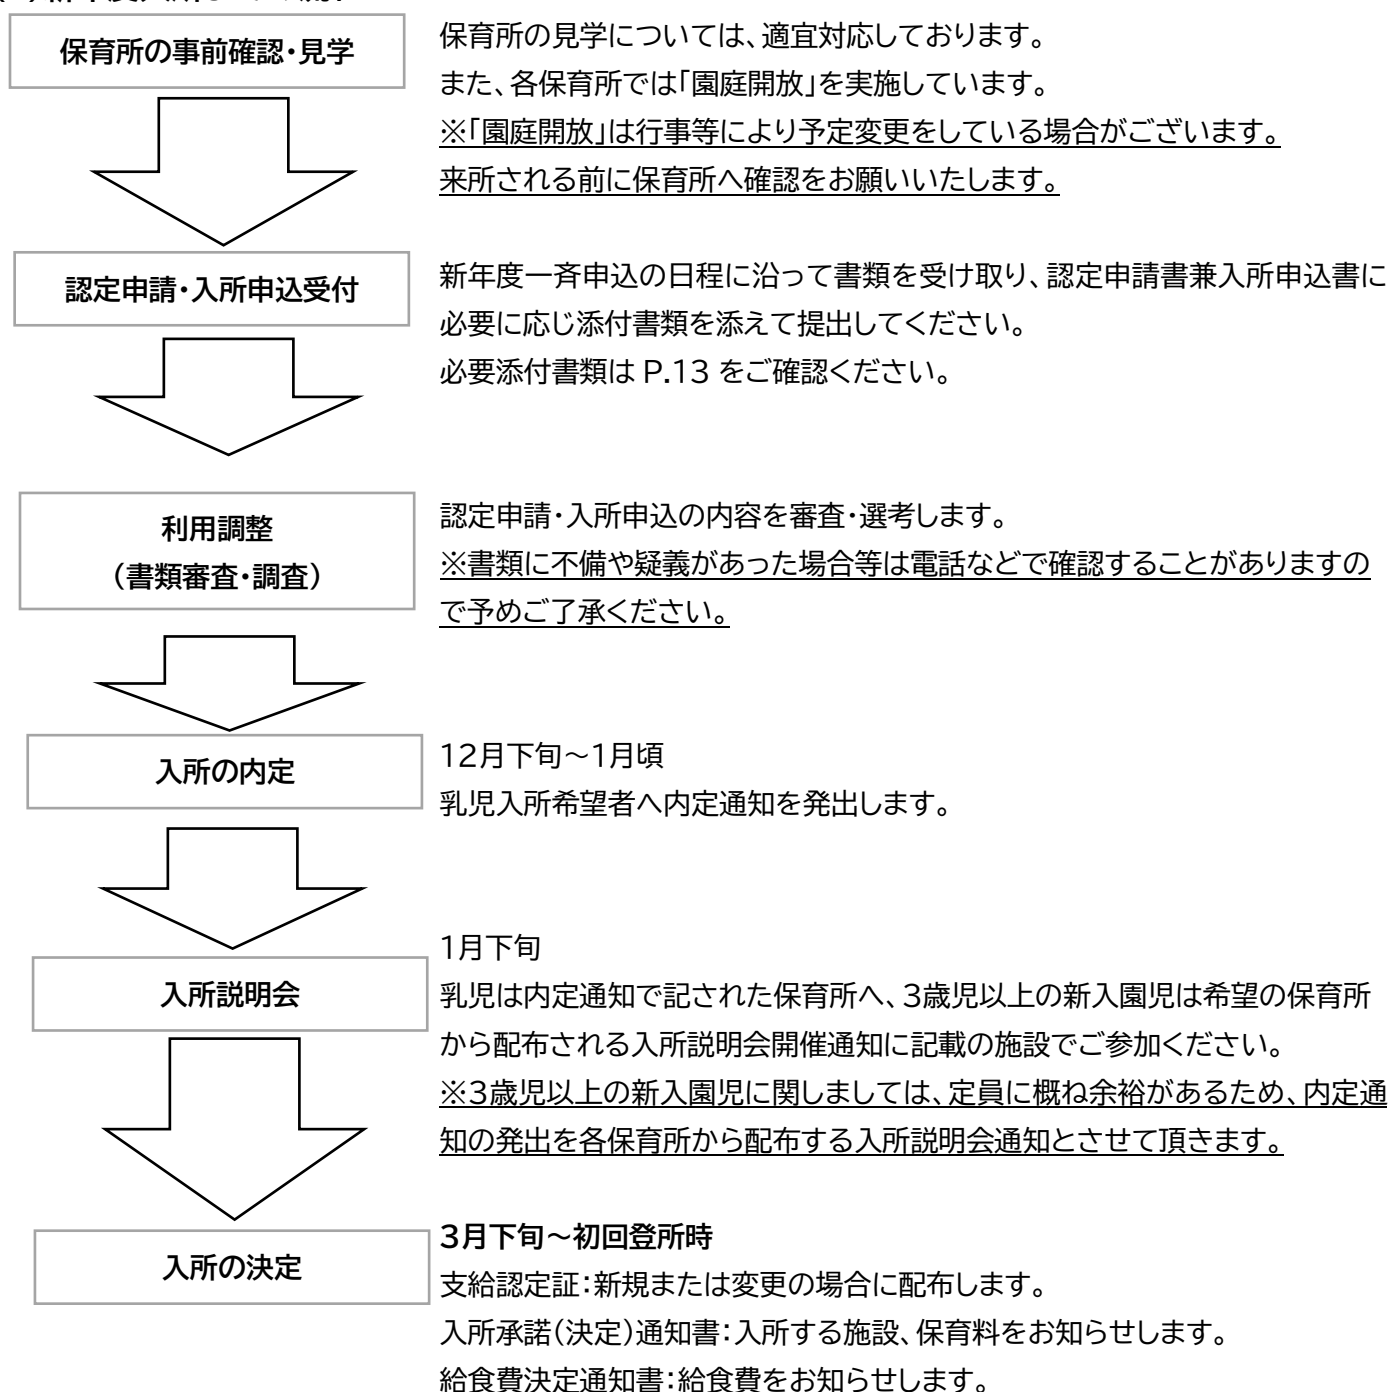 保育所の事前確認・見学
保育所の見学については、適宜対応しております。
また、各保育所では「園庭開放」を実施しています。
※「園庭開放」は行事等により予定変更をしている場合がございます。
来所される前に保育所へ確認をお願いいたします。
認定申請・入所申込受付
新年度一斉申込の日程に沿って書類を受け取り、認定申請書兼入所申込書に
必要に応じ添付書類を添えて提出してください。
必要添付書類は P.13 をご確認ください。
利用調整
（書類審査・調査）
認定申請・入所申込の内容を審査・選考します。
※書類に不備や疑義があった場合等は電話などで確認することがありますの
で予めご了承ください。
入所の内定
12月下旬～1月頃
乳児入所希望者へ内定通知を発出します。
入所説明会
1月下旬
乳児は内定通知で記された保育所へ、3歳児以上の新入園児は希望の保育所
から配布される入所説明会開催通知に記載の施設でご参加ください。
※3歳児以上の新入園児に関しましては、定員に概ね余裕があるため、内定通
知の発出を各保育所から配布する入所説明会通知とさせて頂きます。
入所の決定
3月下旬～初回登所時
支給認定証：新規または変更の場合に配布します。
入所承諾（決定）通知書：入所する施設、保育料をお知らせします。
給食費決定通知書：給食費をお知らせします。